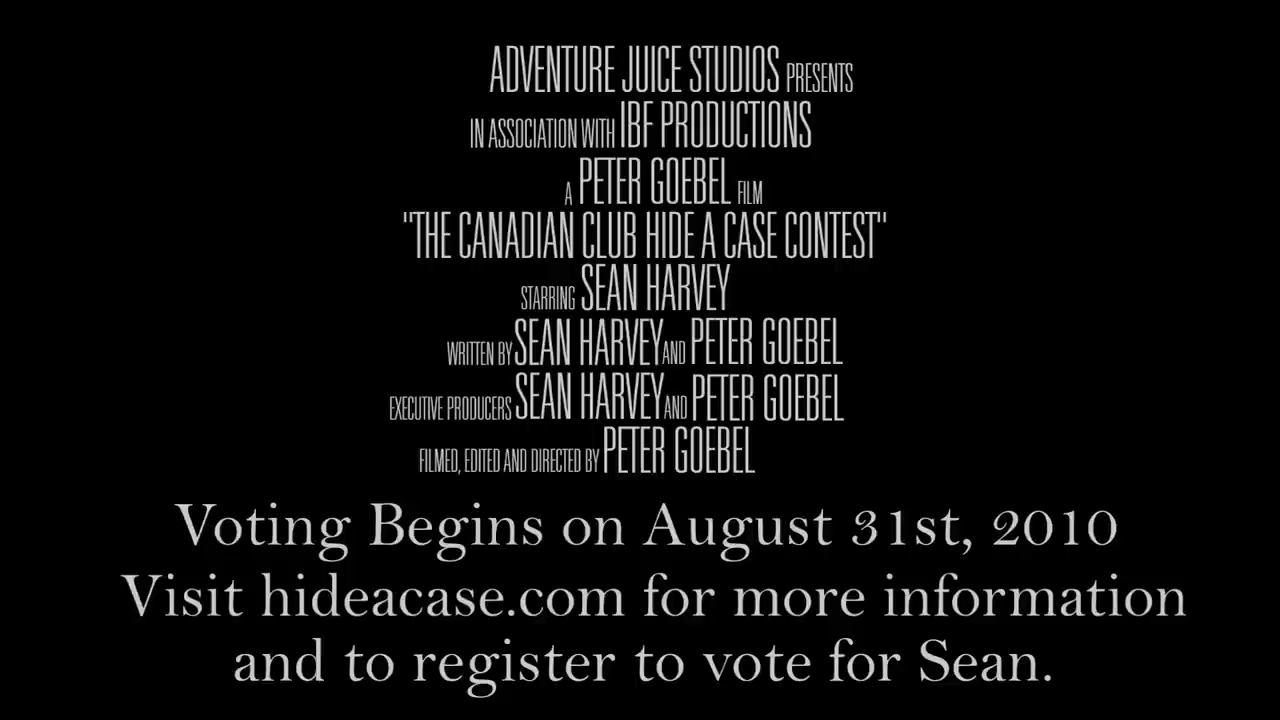 ADVENTURE JUICE STUDIOS PRESENTS
IN ASSOCIATION WITH IBF PRODUCTIONS
A PETER GOEBEL FILM
"THE CANADIAN CLUB HIDE A CASE CONTEST"
STARRING SEAN HARVEY
WRITTEN BY SEAN HARVEY AND PETER GOEBEL
EXECUTIVE PRODUCERS SEAN HARVEY AND PETER GOEBEL
FILMED, EDITED AND DIRECTED BY PETER GOEBEL
Voting Begins on August 31st, 2010
Visit hideacase.com for more information
and to register to vote for Sean.